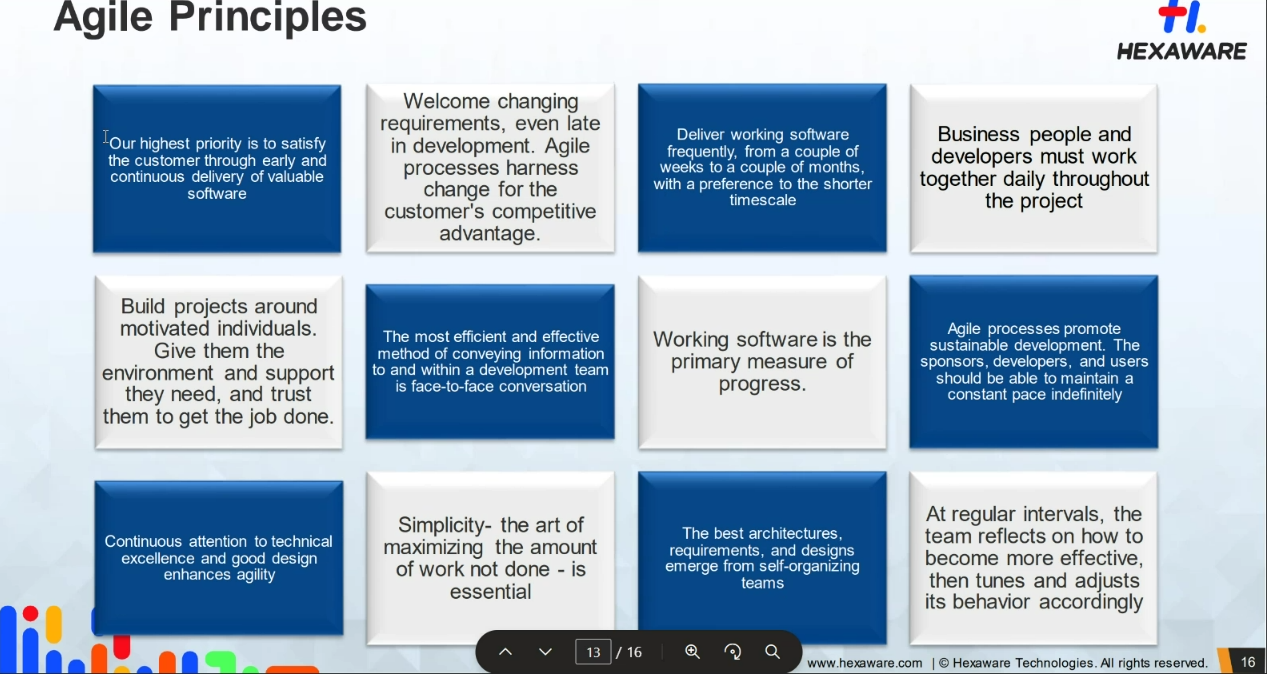 Agile Principles
HEXAWARE
Our highest priority is to satisfy
the customer through early and
continuous delivery of valuable
software
Welcome changing
requirements, even late
in development. Agile
processes harness
change for the
customer's competitive
advantage.
Deliver working software
frequently, from a couple of
weeks to a couple of months,
with a preference to the shorter
timescale
Business people and
developers must work
together daily throughout
the project
Build projects around
motivated individuals.
Give them the
environment and support
they need, and trust
them to get the job done.
The most efficient and effective
method of conveying information
to and within a development team
is face-to-face conversation
Working software is the
primary measure of
progress.
Agile processes promote
sustainable development. The
sponsors, developers, and users
should be able to maintain a
constant pace indefinitely
Continuous attention to technical
excellence and good design
enhances agility
Simplicity- the art of
maximizing the amount
of work not done - is
essential
The best architectures,
requirements, and designs
emerge from self-organizing
teams
At regular intervals, the
team reflects on how to
become more effective,
then tunes and adjusts
its behavior accordingly
13 / 16
www.hexaware.com | © Hexaware Technologies. All rights reserved. 16